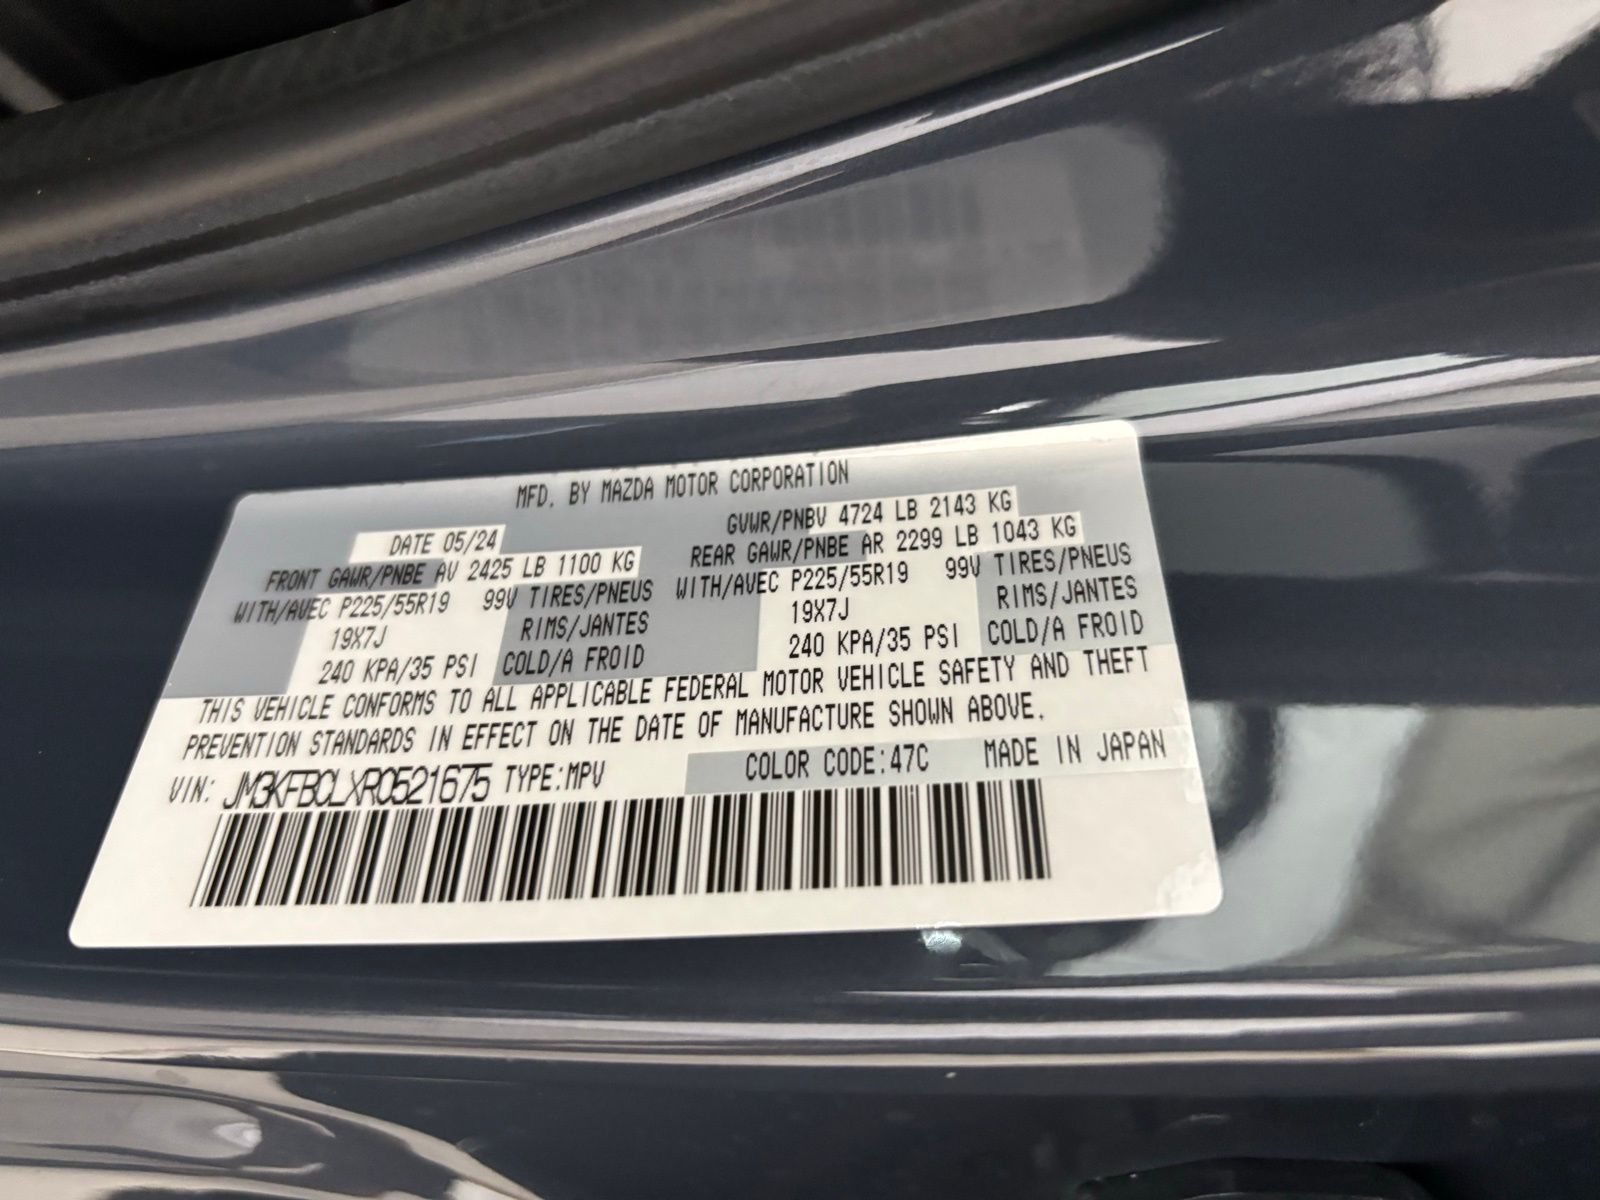 MFD. BY MAZDA MOTOR CORPORATION
DATE 05/24
GVWR/PNBV 4724 LB 2143 KG
FRONT GAWR/PNBE AV 2425 LB 1100 KG
REAR GAWR/PNBE AR 2299 LB 1043 KG
WITH/AVEC P225/55R19 99V TIRES/PNEUS
WITH/AVEC P225/55R19 99V TIRES/PNEUS
19X7J RIMS/JANTES
19X7J RIMS/JANTES
240 KPA/35 PSI COLD/A FROID
240 KPA/35 PSI COLD/A FROID
THIS VEHICLE CONFORMS TO ALL APPLICABLE FEDERAL MOTOR VEHICLE SAFETY AND THEFT
PREVENTION STANDARDS IN EFFECT ON THE DATE OF MANUFACTURE SHOWN ABOVE.
VIN: JM3KFBCLXR0521675 TYPE:MPV COLOR CODE:47C MADE IN JAPAN